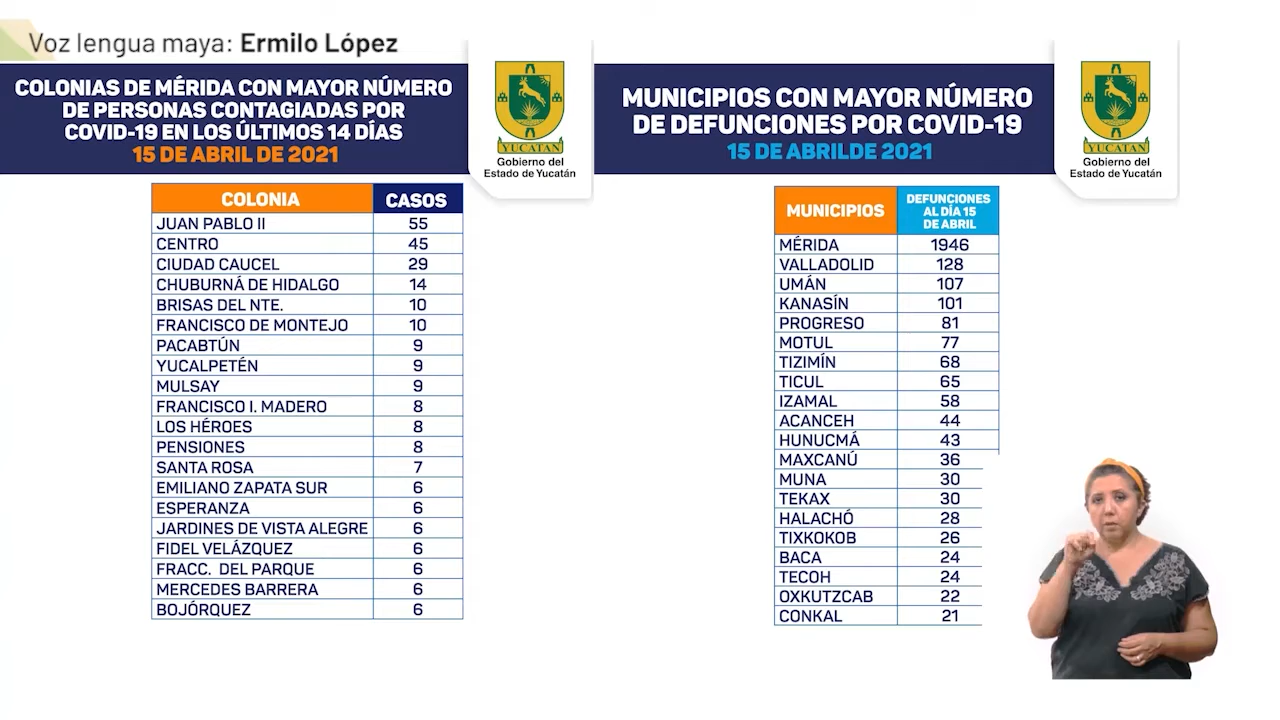 Voz lengua maya: Ermilo López
COLONIAS DE MÉRIDA CON MAYOR NÚMERO
DE PERSONAS CONTAGIADAS POR
COVID-19 EN LOS ÚLTIMOS 14 DÍAS
15 DE ABRIL DE 2021
YUCATÁN
Gobierno del
Estado de Yucatán
COLONIA CASOS
JUAN PABLO II 55
CENTRO 45
CIUDAD CAUCEL 29
CHUBURNÁ DE HIDALGO 14
BRISAS DEL NTE. 10
FRANCISCO DE MONTEJO 10
PACABTÚN 9
YUCALPETÉN 9
MULSAY 9
FRANCISCO I. MADERO 8
LOS HÉROES 8
PENSIONES 8
SANTA ROSA 7
EMILIANO ZAPATA SUR 6
ESPERANZA 6
JARDINES DE VISTA ALEGRE 6
FIDEL VELÁZQUEZ 6
FRACC. DEL PARQUE 6
MERCEDES BARRERA 6
BOJÓRQUEZ 6
MUNICIPIOS CON MAYOR NÚMERO
DE DEFUNCIONES POR COVID-19
15 DE ABRILDE 2021
YUCATÁN
Gobierno del
Estado de Yucatán
MUNICIPIOS
DEFUNCIONES
AL DÍA 15
DE ABRIL
MÉRIDA 1946
VALLADOLID 128
UMÁN 107
KANASÍN 101
PROGRESO 81
MOTUL 77
TIZIMÍN 68
TICUL 65
IZAMAL 58
ACANCEH 44
HUNUCMÁ 43
MAXCANÚ 36
MUNA 30
TEKAX 30
HALACHÓ 28
TIXKOKOB 26
BACA 24
TECOH 24
OXKUTZCAB 22
CONKAL 21